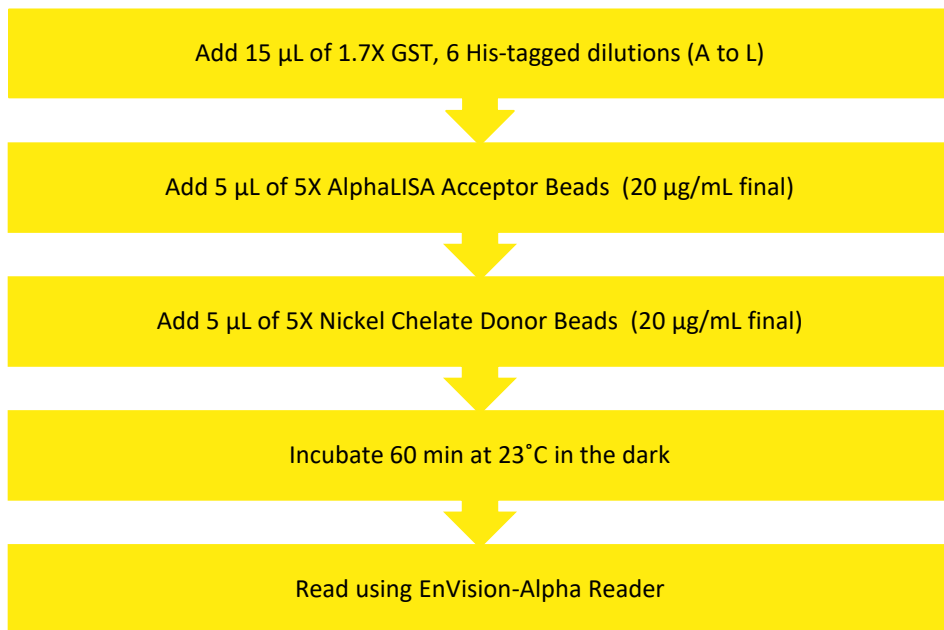 Add 15 µL of 1.7X GST, 6 His-tagged dilutions (A to L)
Add 5 µL of 5X AlphaLISA Acceptor Beads  (20 µg/mL final)
Add 5 µL of 5X Nickel Chelate Donor Beads  (20 µg/mL final)
Incubate 60 min at 23˚C in the dark
Read using EnVision-Alpha Reader